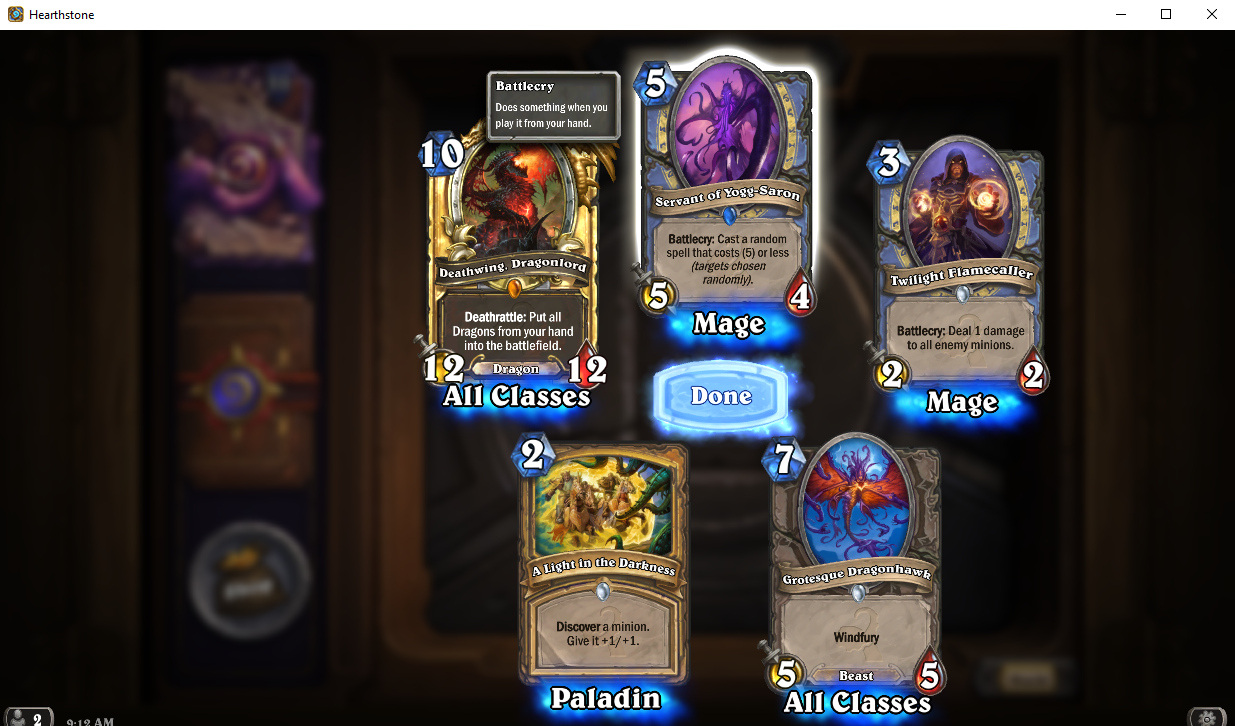 Hearthstone
Battlecry
Does something when you
play it from your hand.
10
Deathwing, Dragonlord
Deathrattle: Put all
Dragons from your hand
into the battlefield.
12
Dragon
12
All Classes
5
Servant of Yogg-Saron
Battlecry: Cast a random
spell that costs (5) or less
(targets chosen
randomly).
5
4
Mage
3
Twilight Flamecaller
Battlecry: Deal 1 damage
to all enemy minions.
2
2
Mage
Done
2
A Light in the Darkness
Discover a minion.
Give it +1/+1.
Paladin
7
Grotesque Dragonhawk
Windfury
5
Beast
5
All Classes
2
9:12 AM